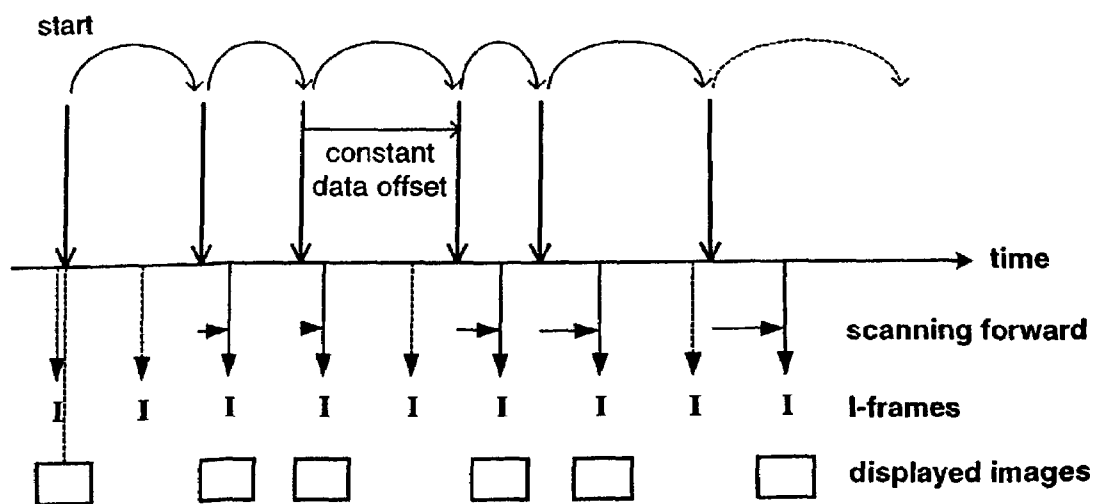 start
constant
data offset
time
scanning forward
I I I I I I I I I I-frames
displayed images